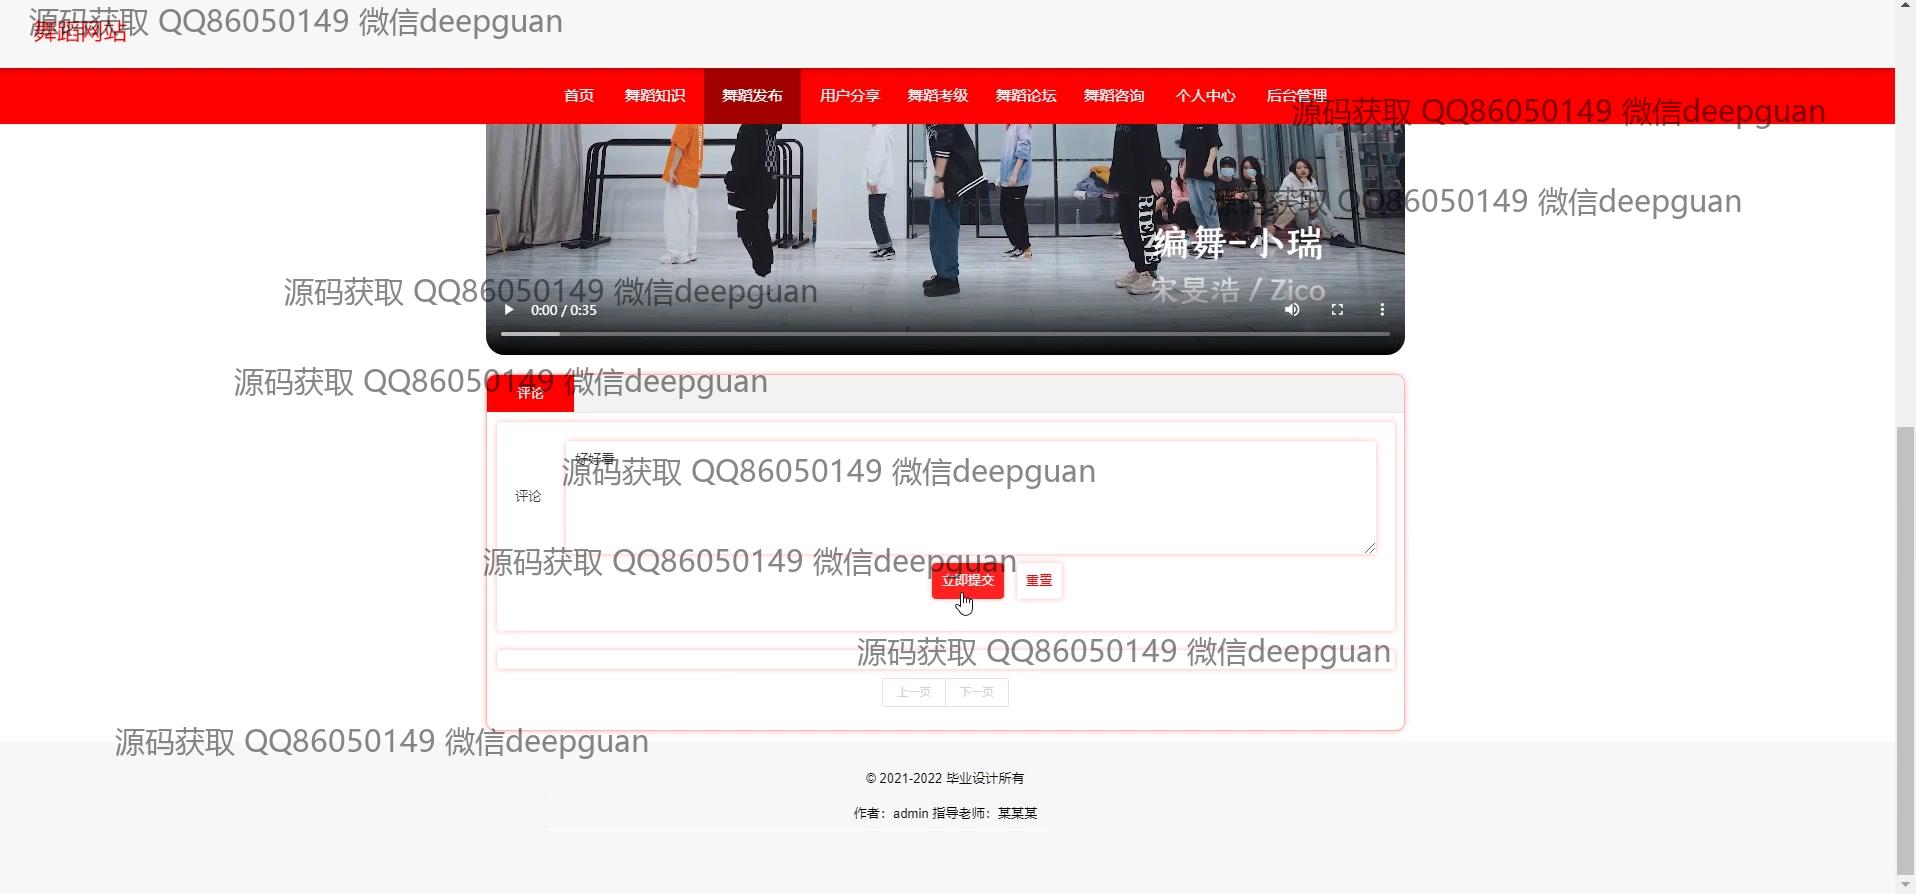 源码获取 QQ86050149 微信deepguan
舞蹈网站
首页 舞蹈知识 舞蹈发布 用户分享 舞蹈考级 舞蹈论坛 舞蹈咨询 个人中心 后台管理
源码获取 QQ86050149 微信deepguan
源码获取 QQ86050149 微信deepguan
编舞-小瑞
宋旻浩 / Zico
源码获取 QQ86050149 微信deepguan
0:00 / 0:35
源码获取 QQ86050149 微信deepguan
评论
好好看
源码获取 QQ86050149 微信deepguan
评论
源码获取 QQ86050149 微信deepguan
立即提交 重置
源码获取 QQ86050149 微信deepguan
上一页 下一页
源码获取 QQ86050149 微信deepguan
© 2021-2022 毕业设计所有
作者：admin 指导老师：某某某